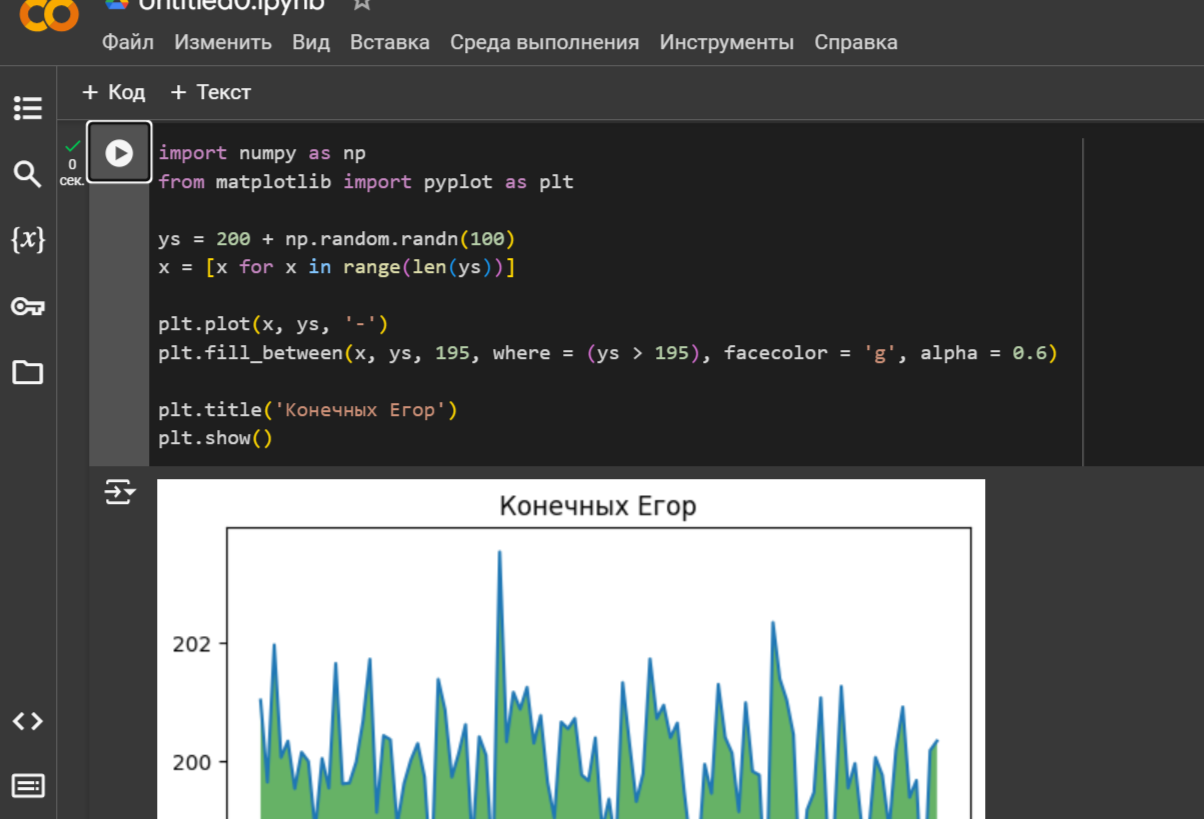 Untitled0.ipynb
Файл Изменить Вид Вставка Среда выполнения Инструменты Справка
+ Код + Текст
0
сек.
import numpy as np
from matplotlib import pyplot as plt
ys = 200 + np.random.randn(100)
x = [x for x in range(len(ys))]
plt.plot(x, ys, '-')
plt.fill_between(x, ys, 195, where = (ys > 195), facecolor = 'g', alpha = 0.6)
plt.title('Конечных Егор')
plt.show()
Конечных Егор
202
200
{x}